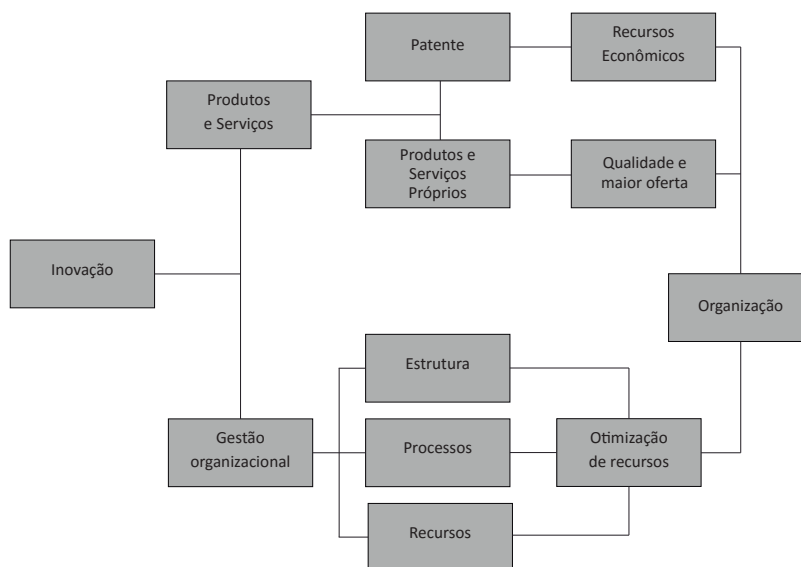 Patente
Recursos
Econômicos
Produtos
e Serviços
Produtos e
Serviços
Próprios
Qualidade e
maior oferta
Inovação
Organização
Estrutura
Gestão
organizacional
Processos
Otimização
de recursos
Recursos